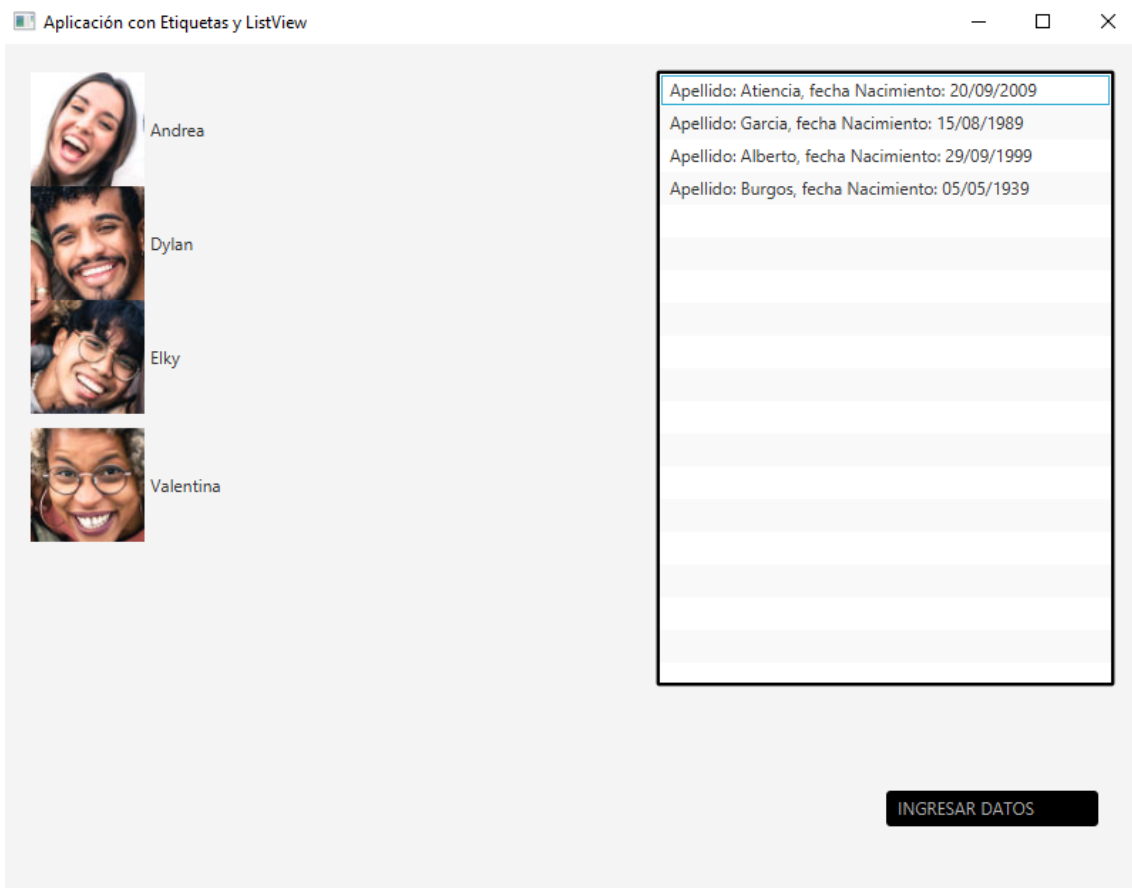 Aplicación con Etiquetas y ListView
Andrea
Dylan
Elky
Valentina
Apellido: Atiencia, fecha Nacimiento: 20/09/2009
Apellido: Garcia, fecha Nacimiento: 15/08/1989
Apellido: Alberto, fecha Nacimiento: 29/09/1999
Apellido: Burgos, fecha Nacimiento: 05/05/1939
INGRESAR DATOS